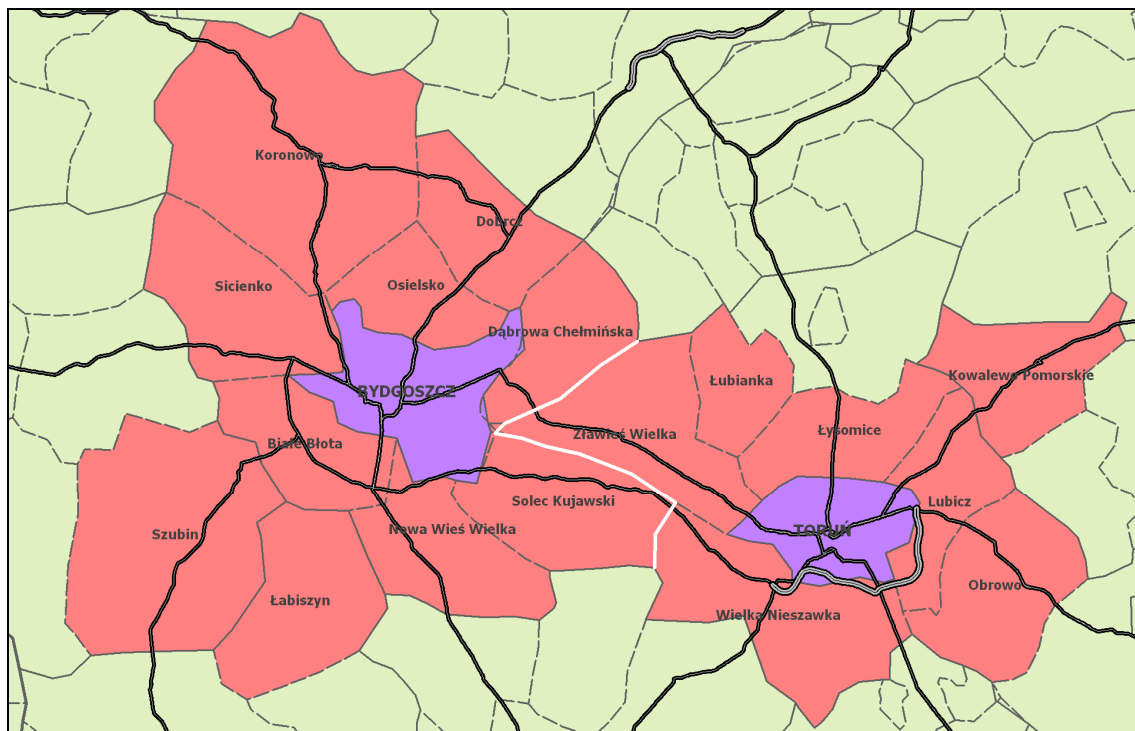 Koronowo
Dobrcz
Sicienko
Osielsko
Dąbrowa Chełmińska
Łubianka
Kowalewo Pomorskie
BYDGOSZCZ
Białe Błota
Zławieś Wielka
Łysomice
Solec Kujawski
Lubicz
Szubin
Nowa Wieś Wielka
TORUŃ
Łabiszyn
Obrowo
Wielka Nieszawka